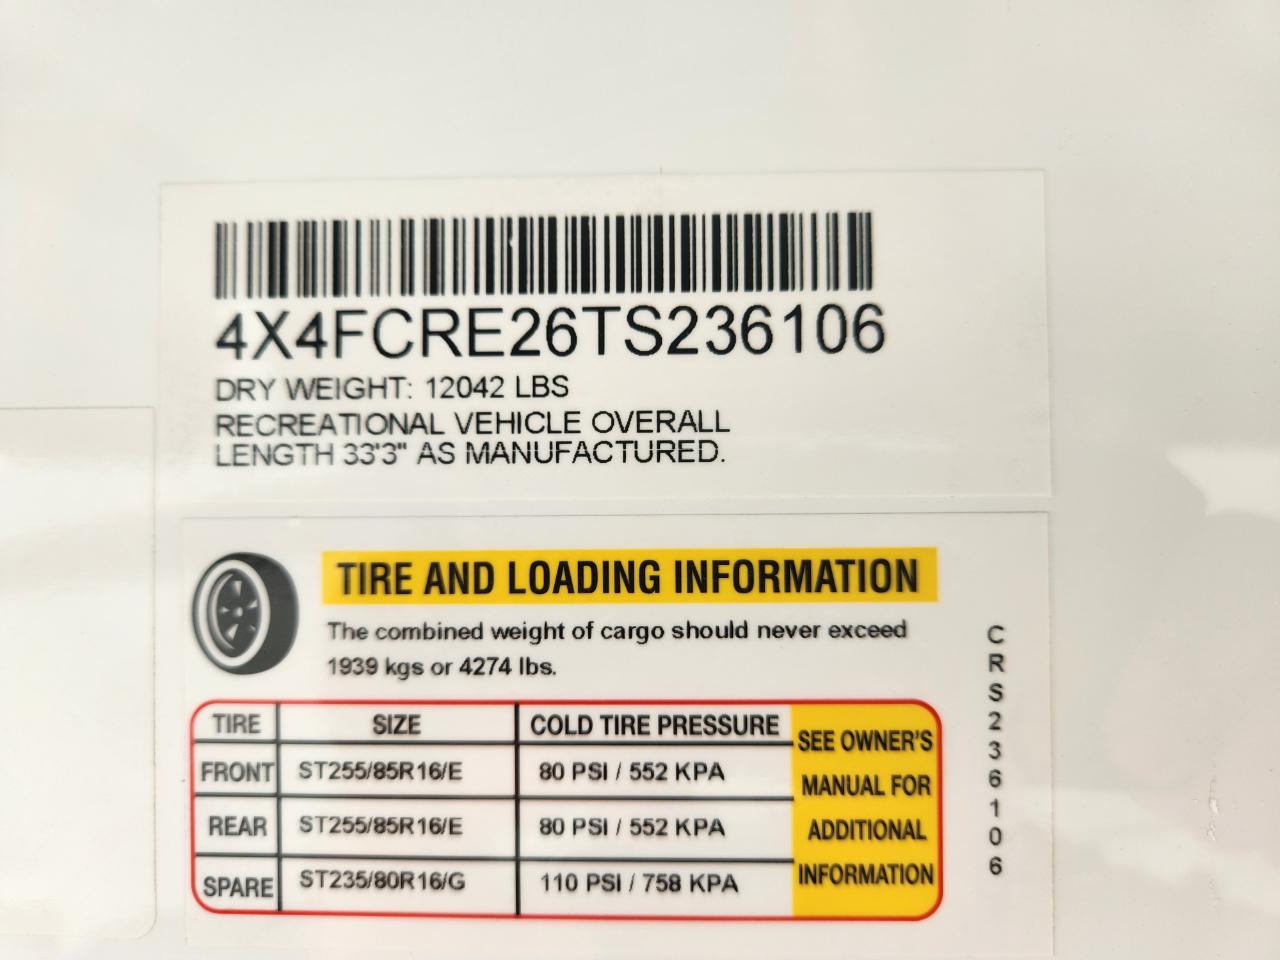 4X4FCRE26TS236106
DRY WEIGHT: 12042 LBS
RECREATIONAL VEHICLE OVERALL
LENGTH 33'3" AS MANUFACTURED.
TIRE AND LOADING INFORMATION
The combined weight of cargo should never exceed
1939 kgs or 4274 lbs.
TIRE SIZE COLD TIRE PRESSURE
FRONT ST255/85R16/E 80 PSI / 552 KPA
REAR ST255/85R16/E 80 PSI / 552 KPA
SPARE ST235/80R16/G 110 PSI / 758 KPA
SEE OWNER'S
MANUAL FOR
ADDITIONAL
INFORMATION
CRS236106